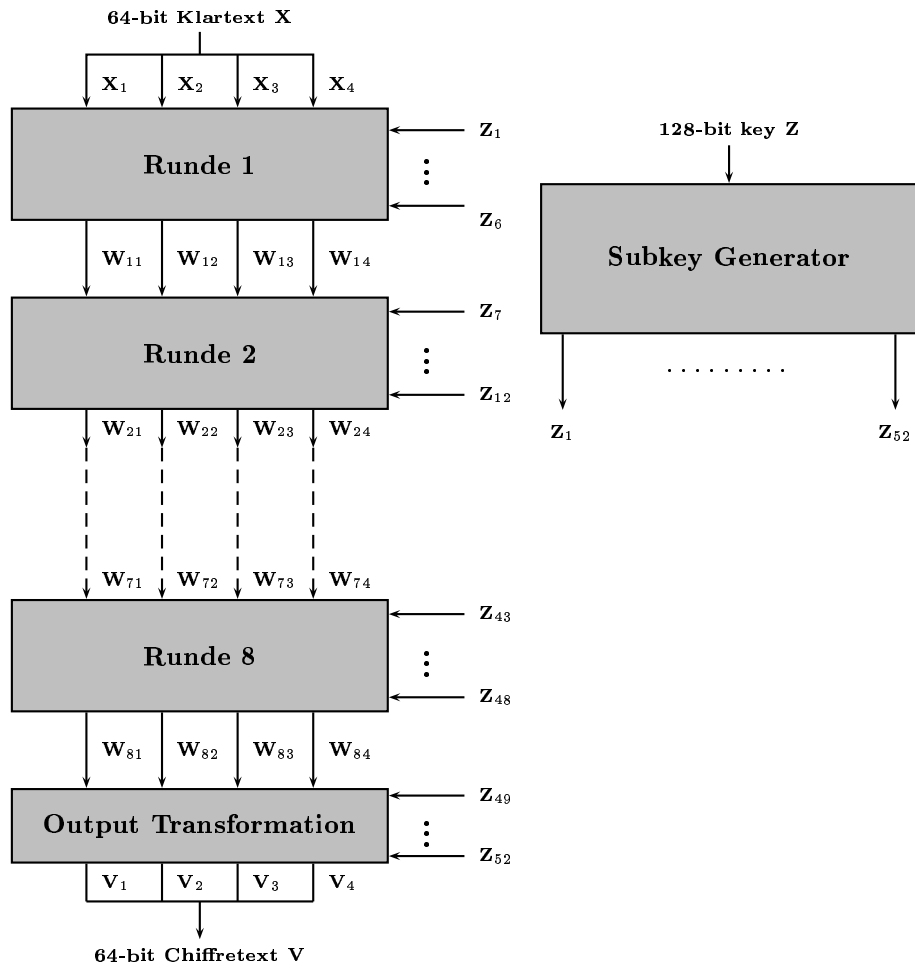 64-bit Klartext X
X1 X2 X3 X4
Z1
Runde 1
Z6
W11 W12 W13 W14
Z7
Runde 2
Z12
W21 W22 W23 W24
W71 W72 W73 W74
Z43
Runde 8
Z48
W81 W82 W83 W84
Z49
Output Transformation
Z52
V1 V2 V3 V4
64-bit Chiffretext V
128-bit key Z
Subkey Generator
.........
Z1 Z52